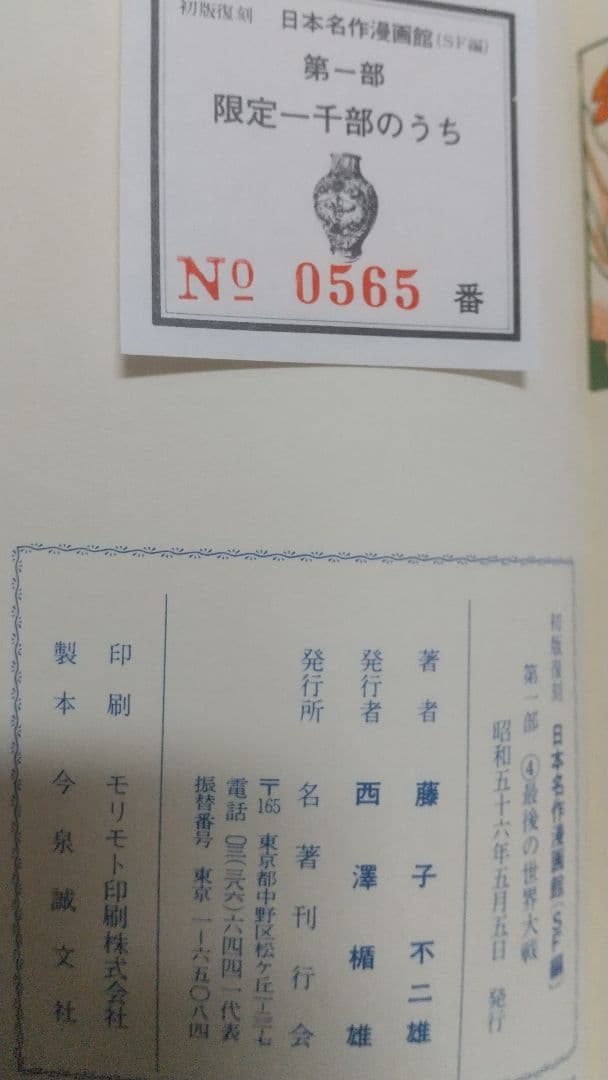 初版復刻 日本名作漫画館(SF編)
第一部
限定一千部のうち
No 0565 番
初版復刻 日本名作漫画館(SF編)
第一部 ④最後の世界大戦
昭和五十六年五月五日 発行
著者 藤子不二雄
発行者 西澤楯雄
発行所 名著刊行会
〒165 東京都中野区松ヶ丘一ー三ー七
電話 〇三(三八六)六四四一代表
振替番号 東京 一ー六五〇八四
印刷 モリモト印刷株式会社
製本 今泉誠文社